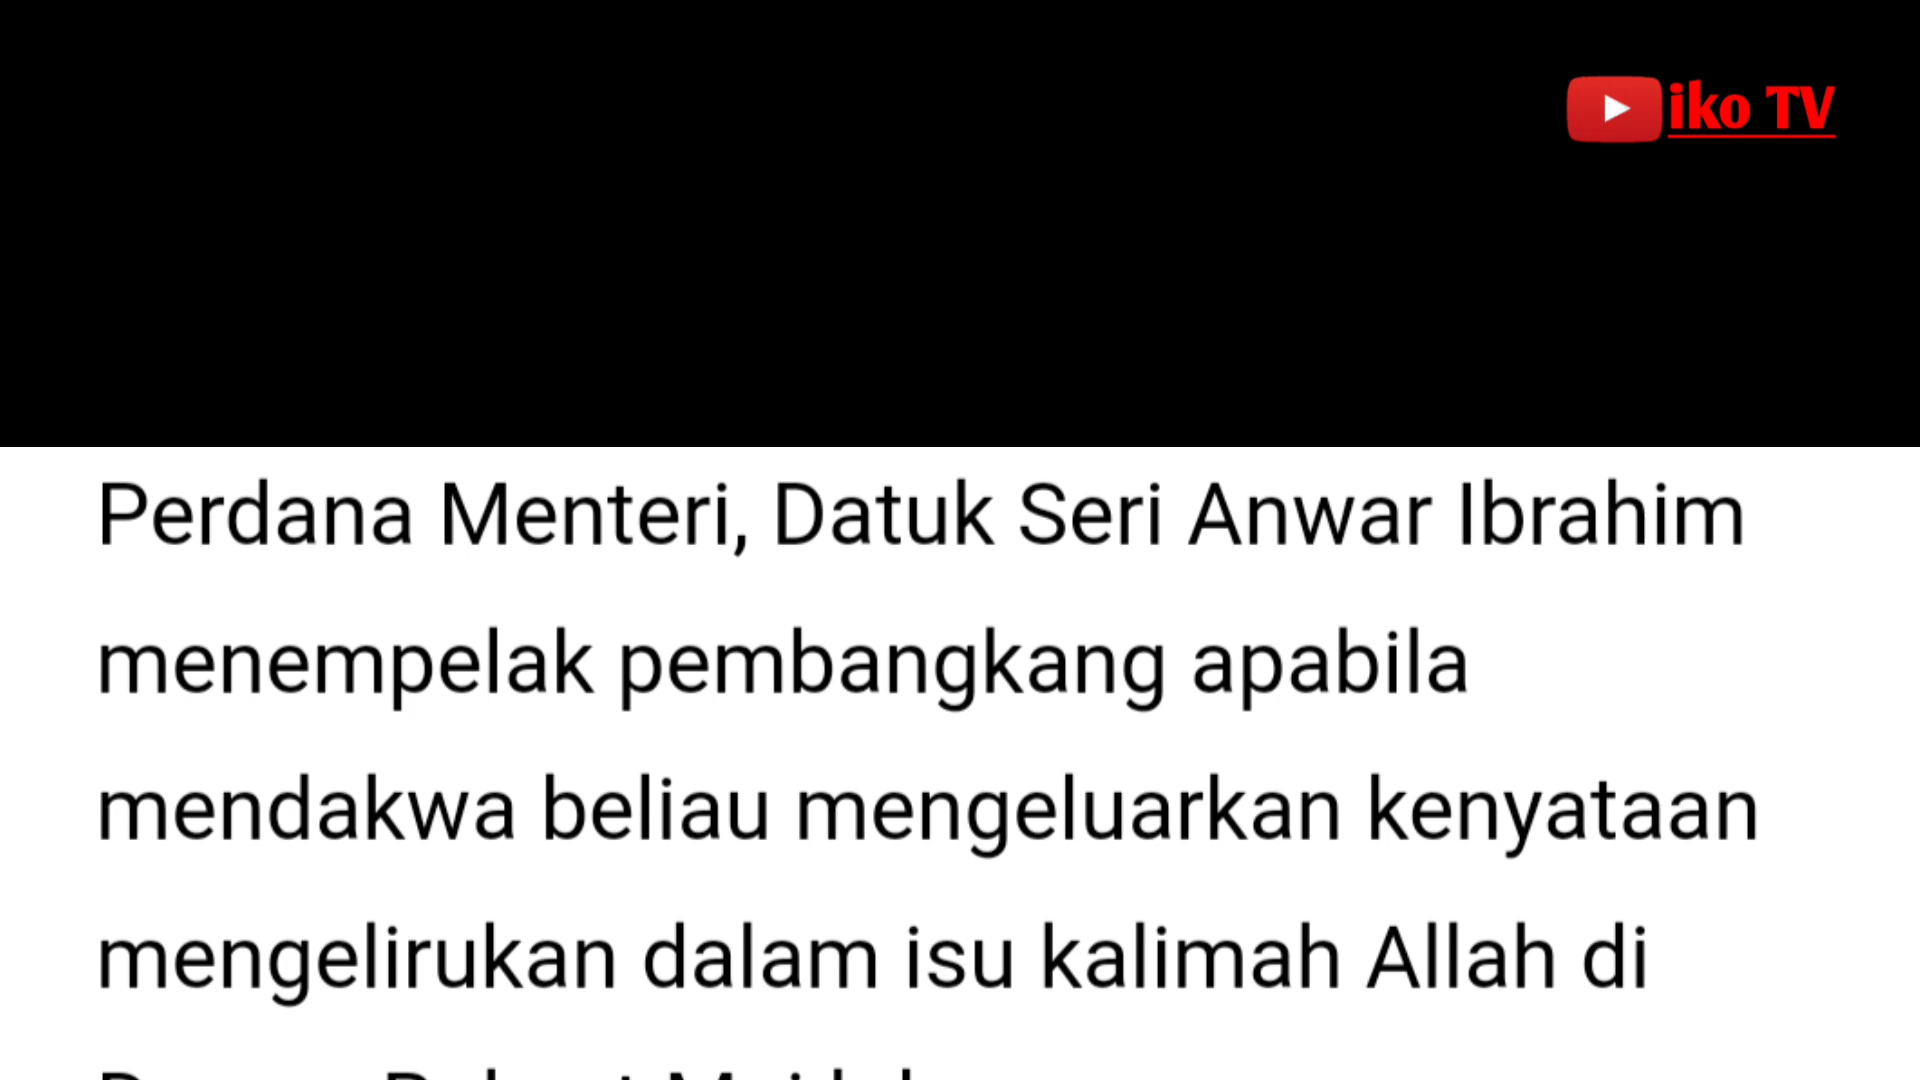 iko TV
Perdana Menteri, Datuk Seri Anwar Ibrahim
menempelak pembangkang apabila
mendakwa beliau mengeluarkan kenyataan
mengelirukan dalam isu kalimah Allah di